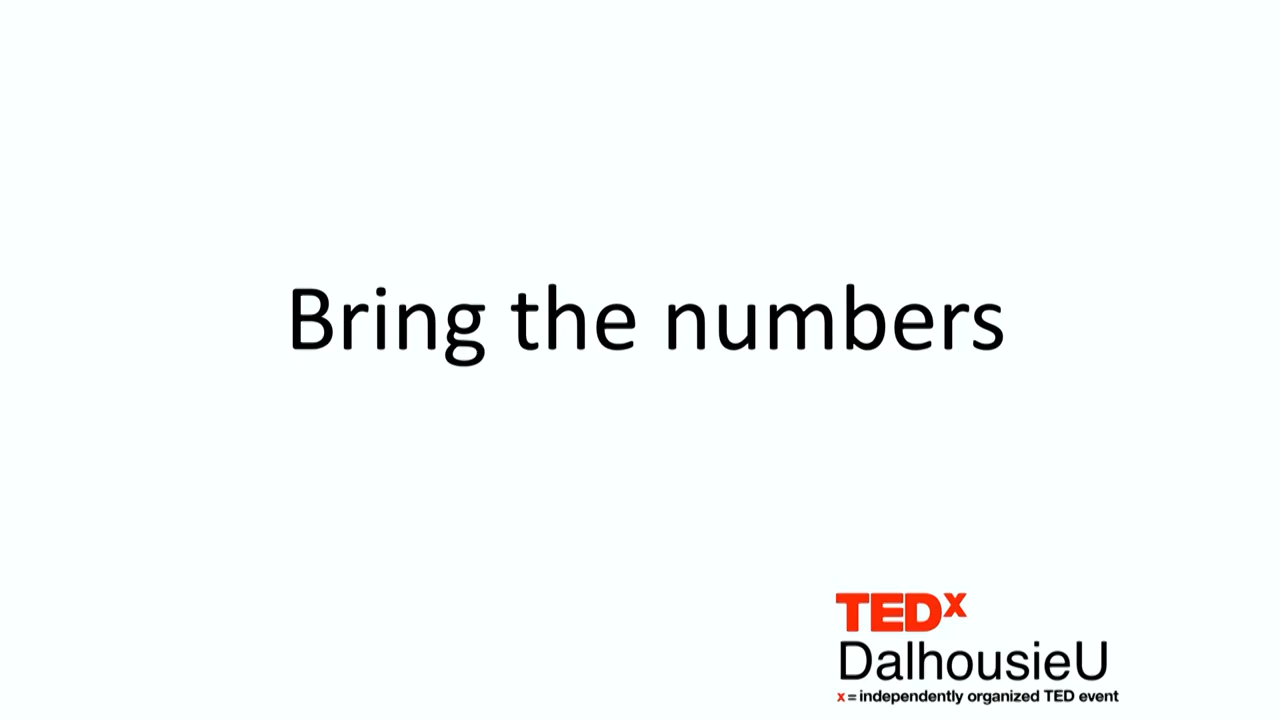 Bring the numbers
TEDx
DalhousieU
x = independently organized TED event